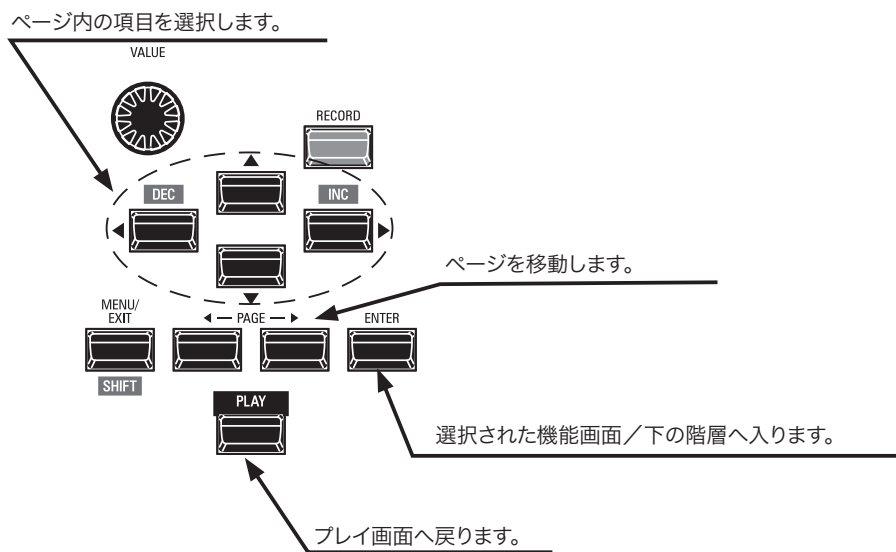 ページ内の項目を選択します。
VALUE
RECORD
DEC
INC
ページを移動します。
MENU/
EXIT
PAGE
ENTER
SHIFT
PLAY
選択された機能画面／下の階層へ入ります。
プレイ画面へ戻ります。